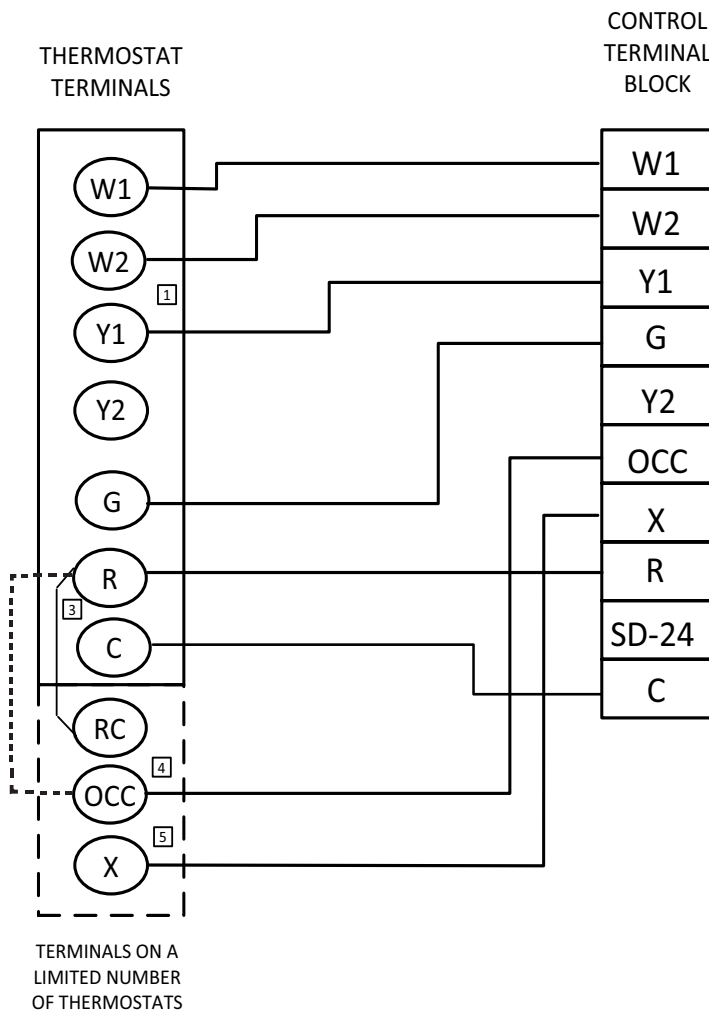 THERMOSTAT
TERMINALS
W1
W2
1
Y1
Y2
G
R
3
C
RC
4
OCC
5
X
TERMINALS ON A
LIMITED NUMBER
OF THERMOSTATS
CONTROL
TERMINAL
BLOCK
W1
W2
Y1
G
Y2
OCC
X
R
SD-24
C